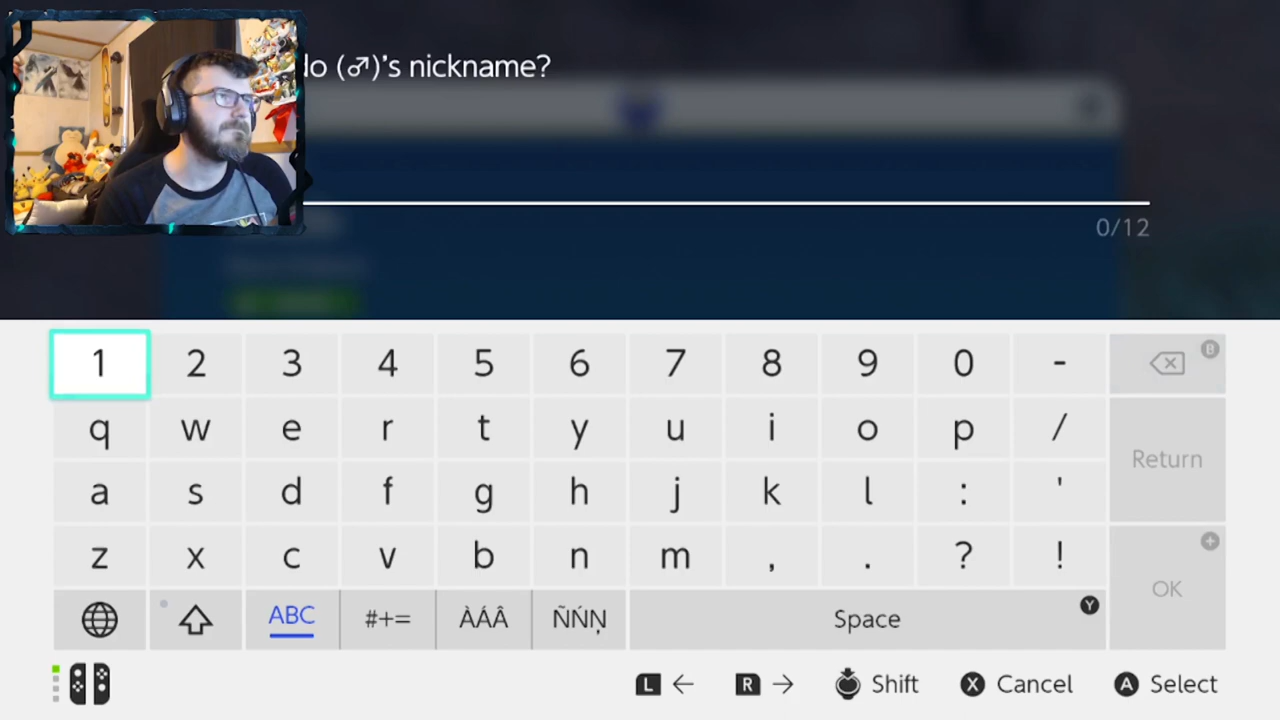 do (♂)'s nickname?
0/12
1 2 3 4 5 6 7 8 9 0 -
q w e r t y u i o p /
Return
a s d f g h j k l : '
z x c v b n m , . ? !
OK
ABC #+= ÀÁÂ ÑŃŅ Space
L ← R → Shift X Cancel A Select